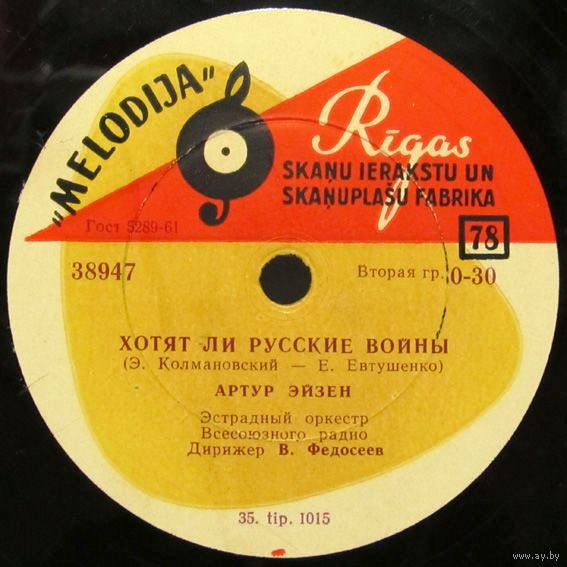 „MELODIJA”
Rīgas
SKAŅU IERAKSTU UN
SKAŅUPLAŠU FABRIKA
Гост 5289-61
78
38947
Вторая гр. 0-30
ХОТЯТ ЛИ РУССКИЕ ВОЙНЫ
(Э. Колмановский — Е. Евтушенко)
АРТУР ЭЙЗЕН
Эстрадный оркестр
Всесоюзного радио
Дирижер В. Федосеев
35. tip. 1015
www.ay.by